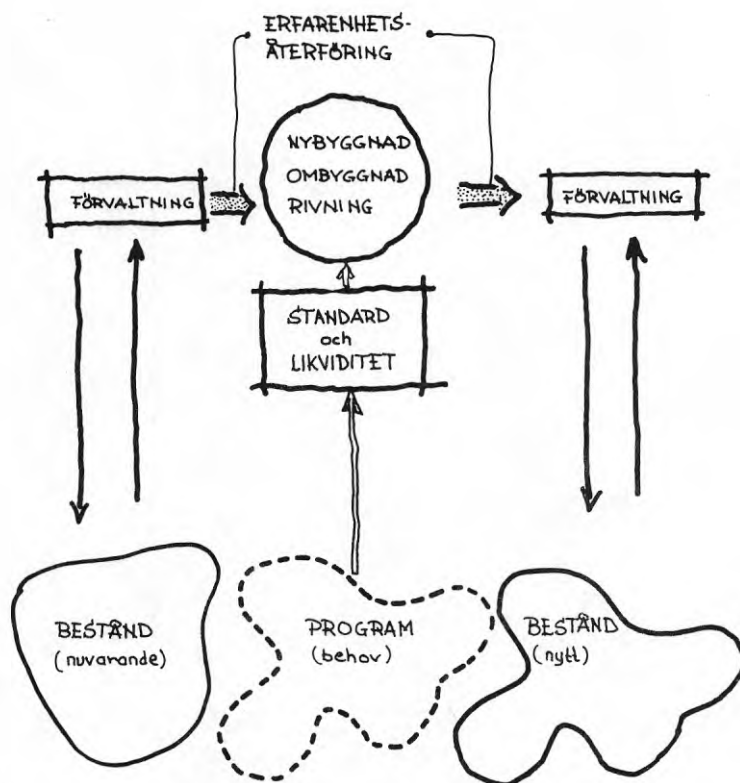 ERFARENHETS-
ÅTERFÖRING
NYBYGGNAD
OMBYGGNAD
RIVNING
FÖRVALTNING
FÖRVALTNING
STANDARD
och
LIKVIDITET
BESTÅND
(nuvarande)
PROGRAM
(behov)
BESTÅND
(nytt)